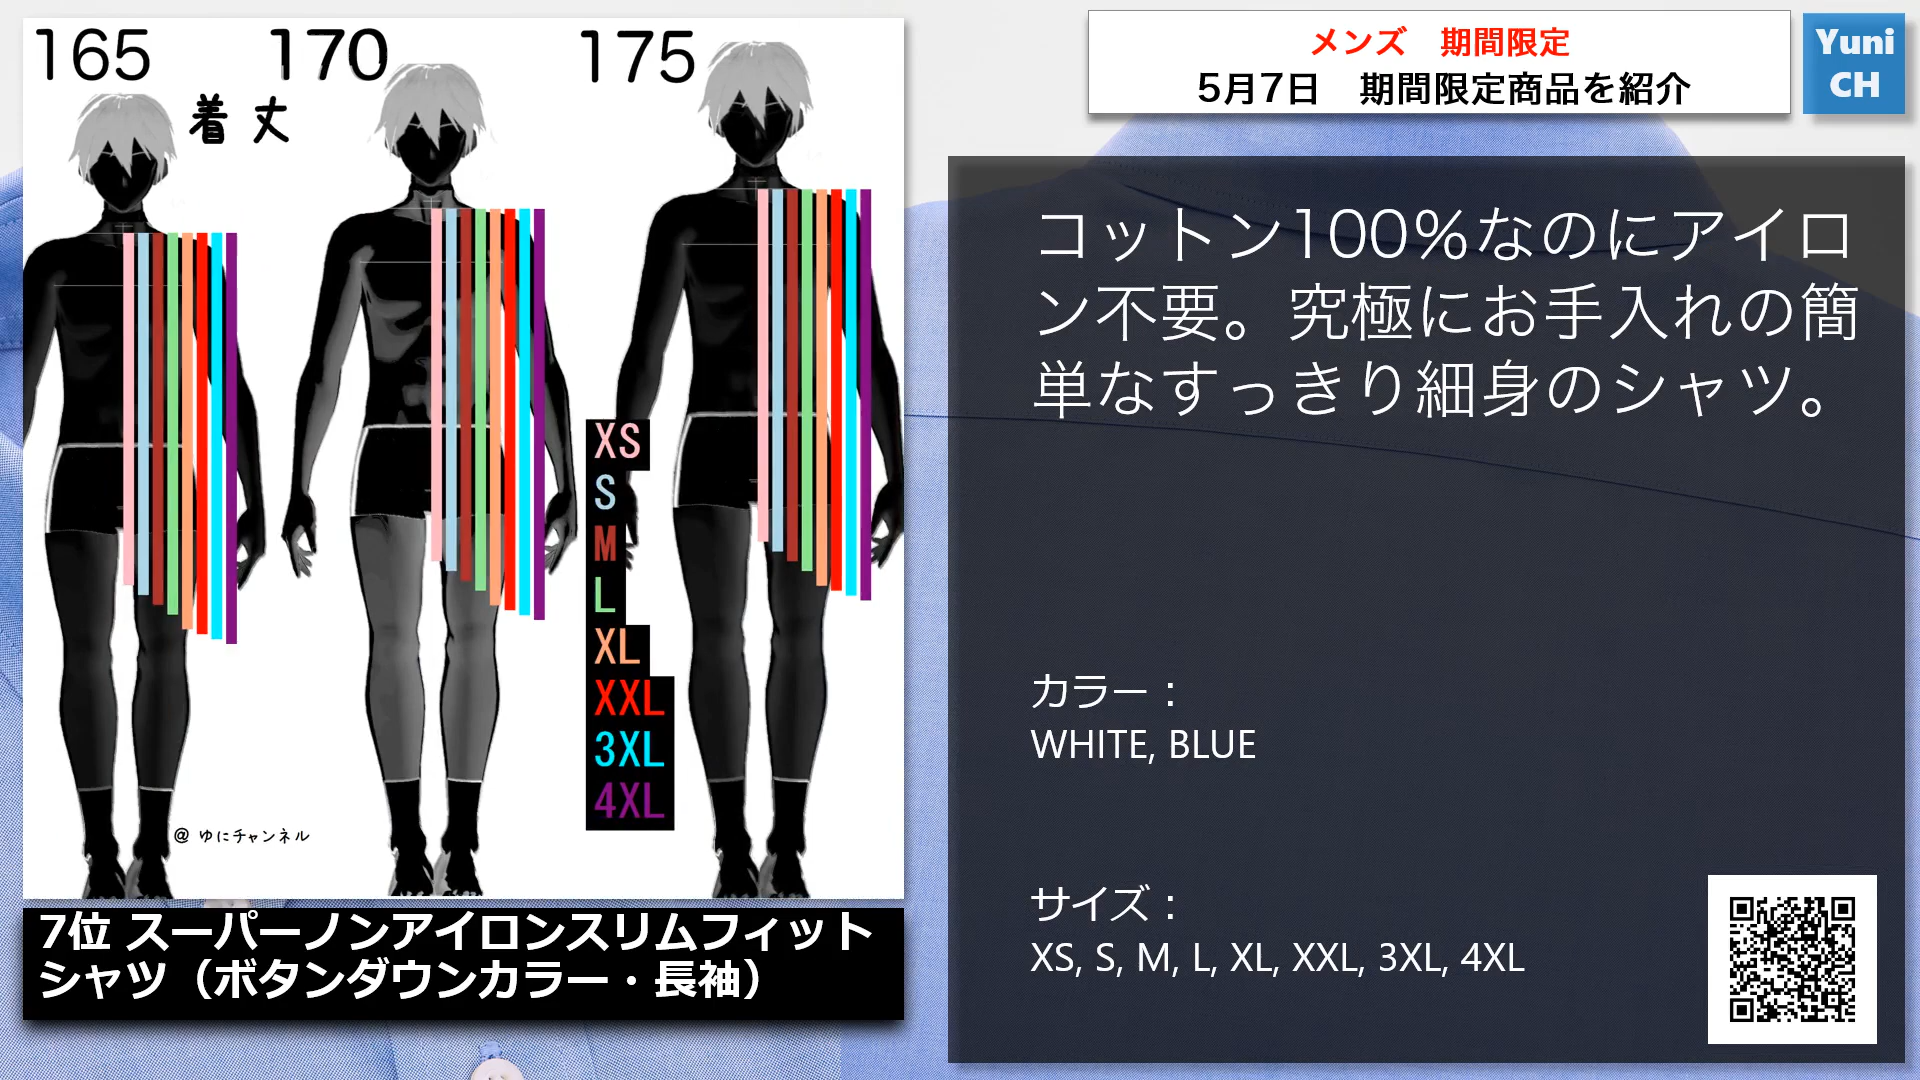 165
170
175
着丈
XS
S
M
L
XL
XXL
3XL
4XL
@ ゆにチャンネル
7位 スーパーノンアイロンスリムフィット
シャツ（ボタンダウンカラー・長袖）
メンズ　期間限定
5月7日　期間限定商品を紹介
Yuni
CH
コットン100％なのにアイロ
ン不要。究極にお手入れの簡
単なすっきり細身のシャツ。
カラー：
WHITE, BLUE
サイズ：
XS, S, M, L, XL, XXL, 3XL, 4XL